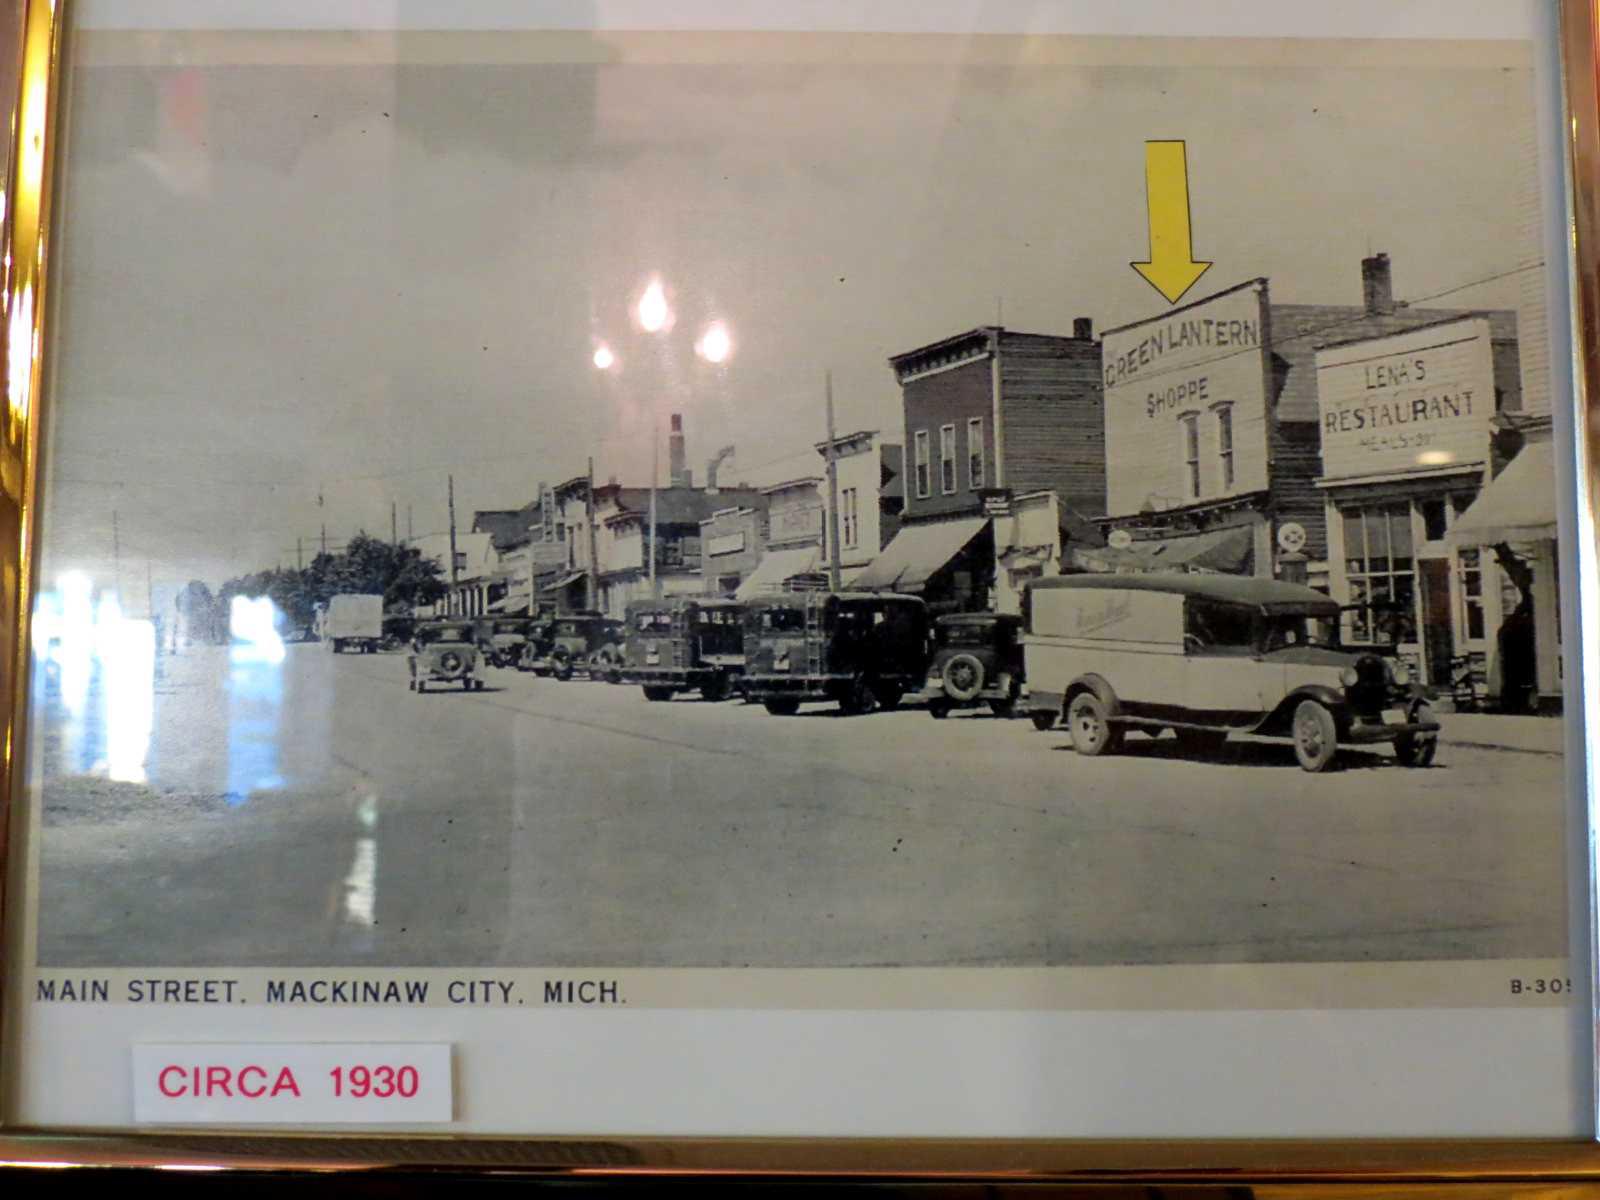 GREEN LANTERN
SHOPPE
LENA'S
RESTAURANT
MAIN STREET. MACKINAW CITY. MICH.
CIRCA 1930